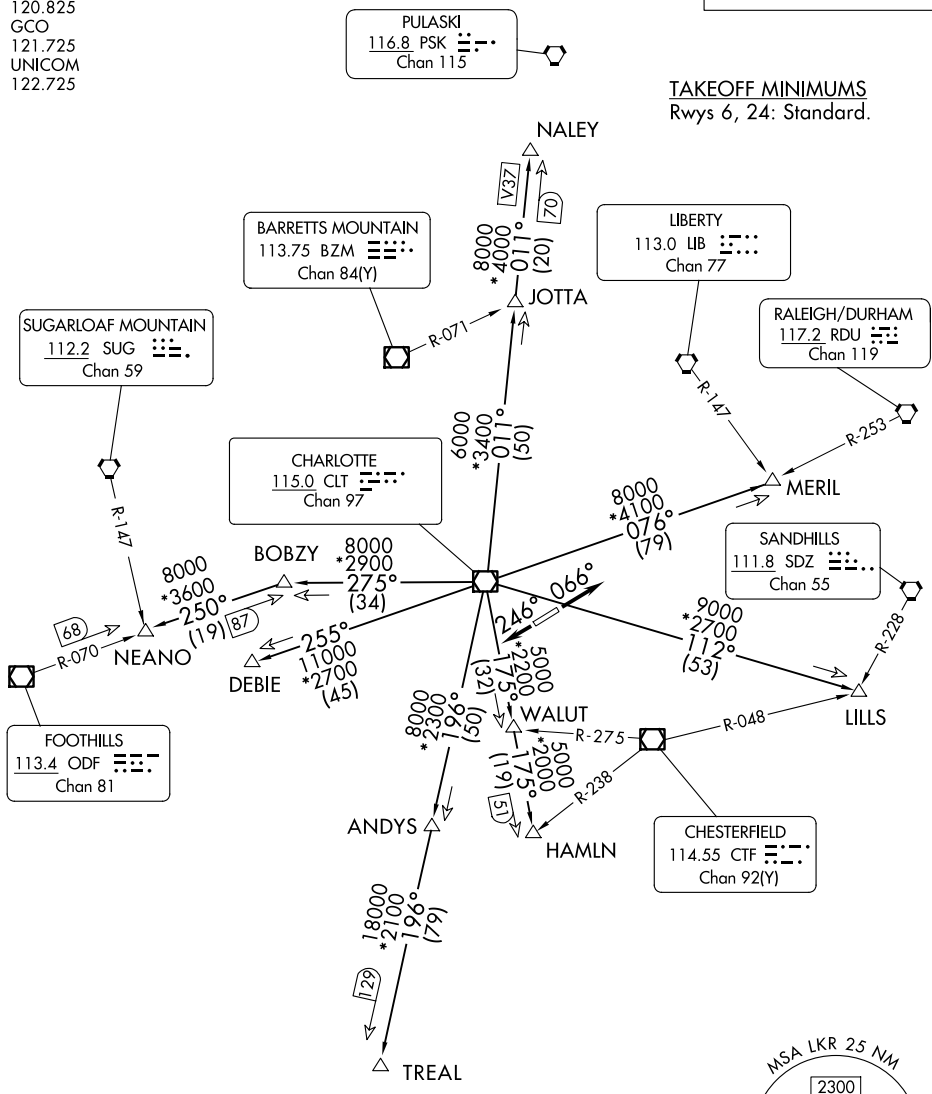 120.825
GCO
121.725
UNICOM
122.725
PULASKI
116.8 PSK
Chan 115
TAKEOFF MINIMUMS
Rwys 6, 24: Standard.
NALEY
V37
70
8000
*4000
011°
(20)
BARRETTS MOUNTAIN
113.75 BZM
Chan 84(Y)
LIBERTY
113.0 LIB
Chan 77
JOTTA
R-071
SUGARLOAF MOUNTAIN
112.2 SUG
Chan 59
RALEIGH/DURHAM
117.2 RDU
Chan 119
R-147
R-253
6000
*3400
011°
(50)
CHARLOTTE
115.0 CLT
Chan 97
MERIL
8000
*4100
076°
(79)
R-147
BOBZY
8000
*2900
275°
(34)
SANDHILLS
111.8 SDZ
Chan 55
8000
*3600
250°
(19)
87
246° 066°
9000
*2700
112°
(53)
R-228
68
R-070
NEANO
255°
11000
*2700
(45)
DEBIE
5000
*2200
175°
(32)
LILLS
8000
*2300
196°
(50)
WALUT
R-275
R-048
FOOTHILLS
113.4 ODF
Chan 81
5000
*2000
175°
(19)
51
R-238
ANDYS
HAMLN
CHESTERFIELD
114.55 CTF
Chan 92(Y)
18000
*2100
196°
(79)
129
TREAL
MSA LKR 25 NM
2300